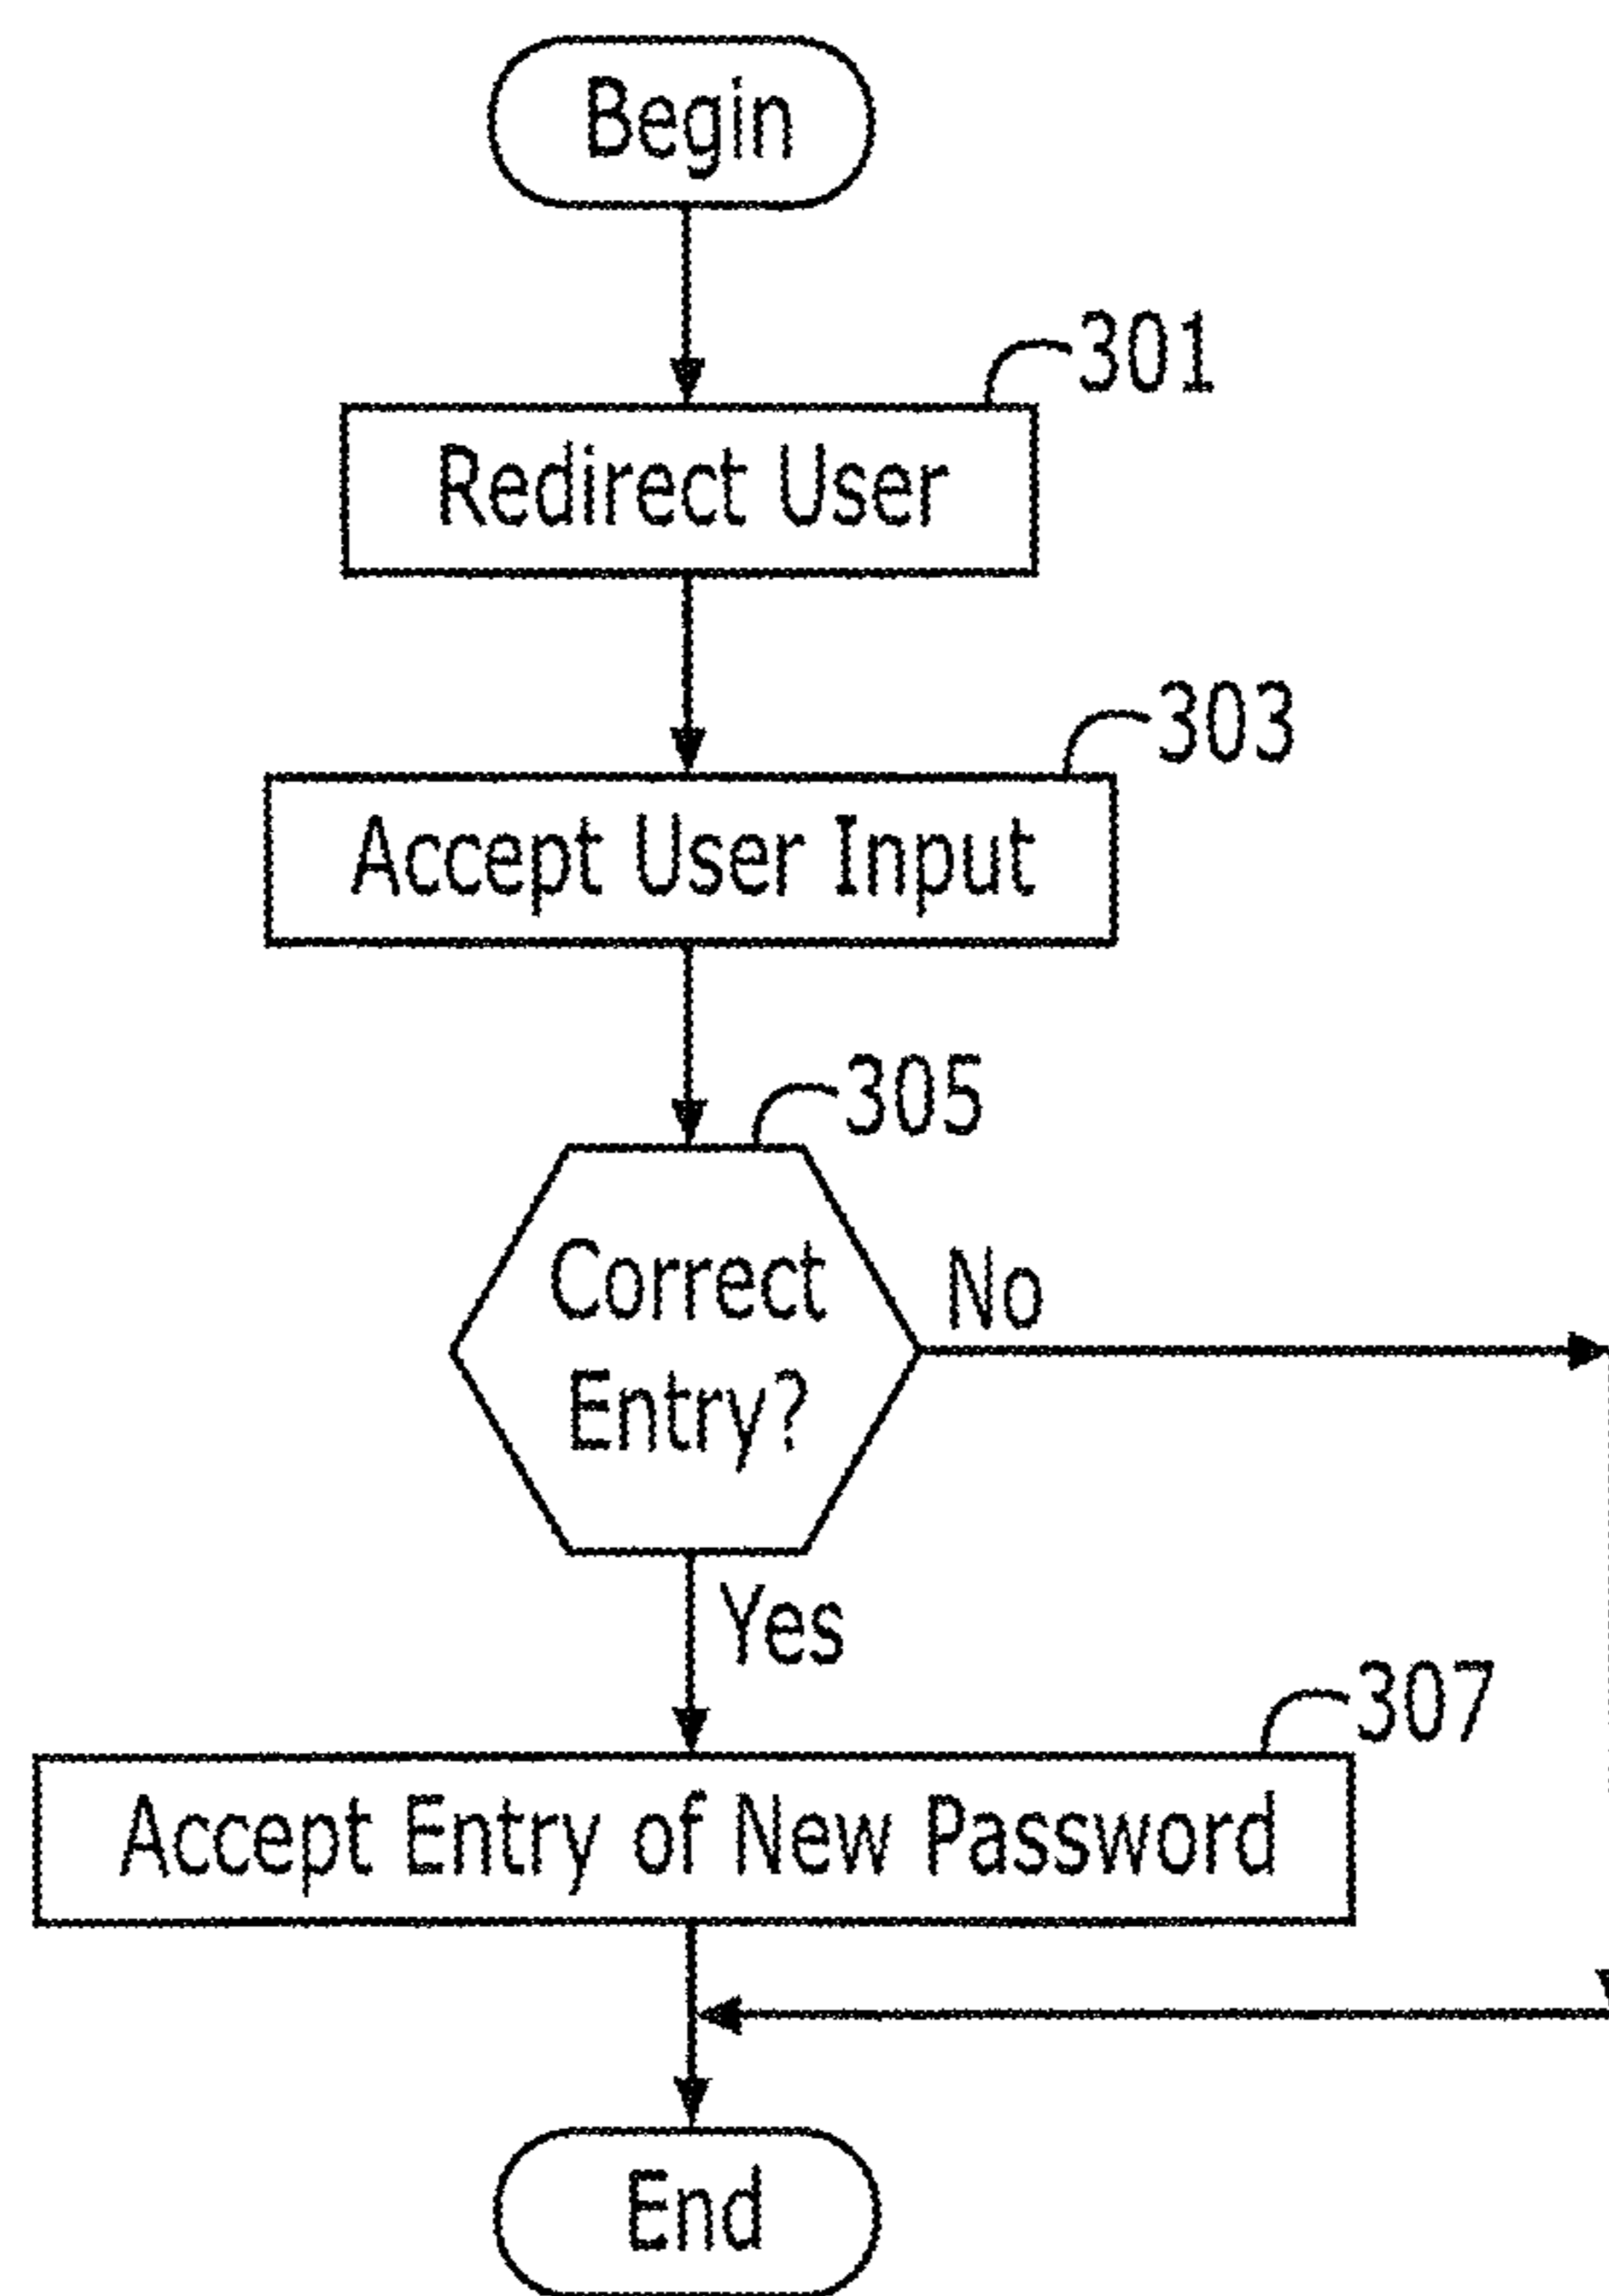 Begin
301
Redirect User
303
Accept User Input
305
Correct
Entry?
No
Yes
307
Accept Entry of New Password
End